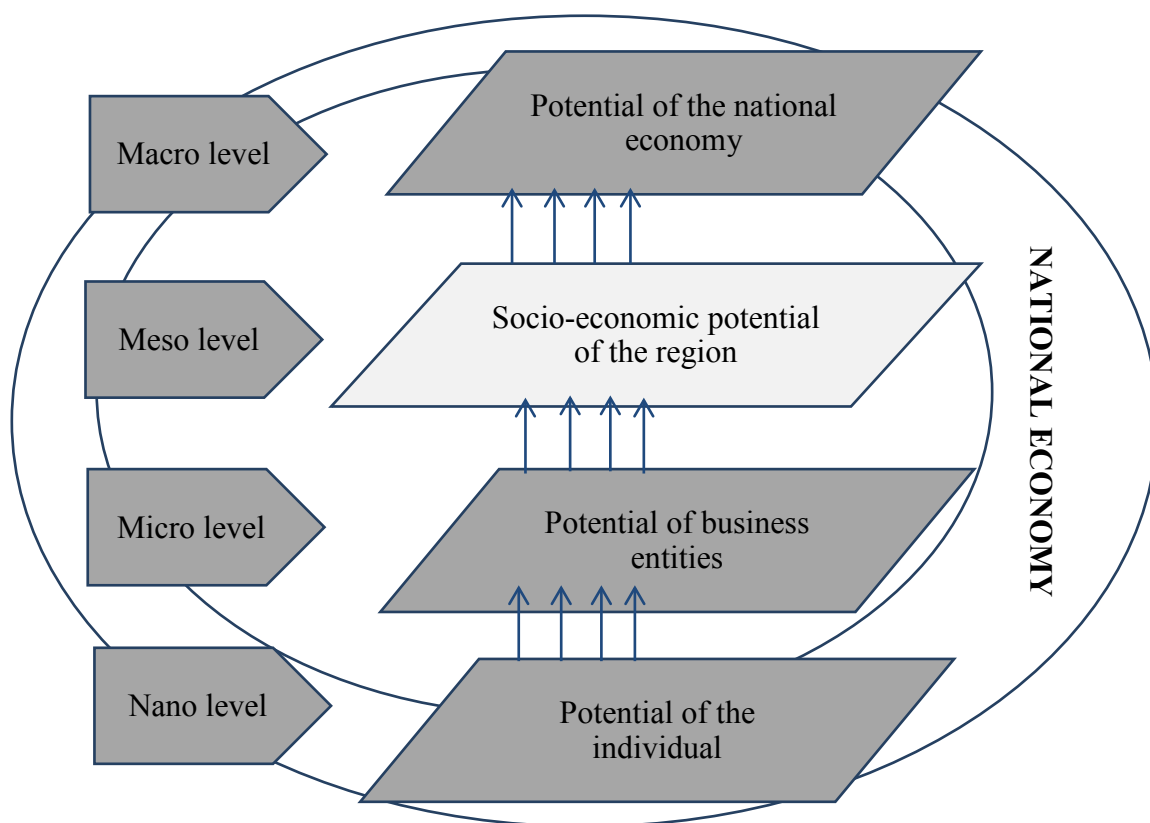 Macro level
Potential of the national
economy
Meso level
Socio-economic potential
of the region
Micro level
Potential of business
entities
Nano level
Potential of the
individual
NATIONAL ECONOMY